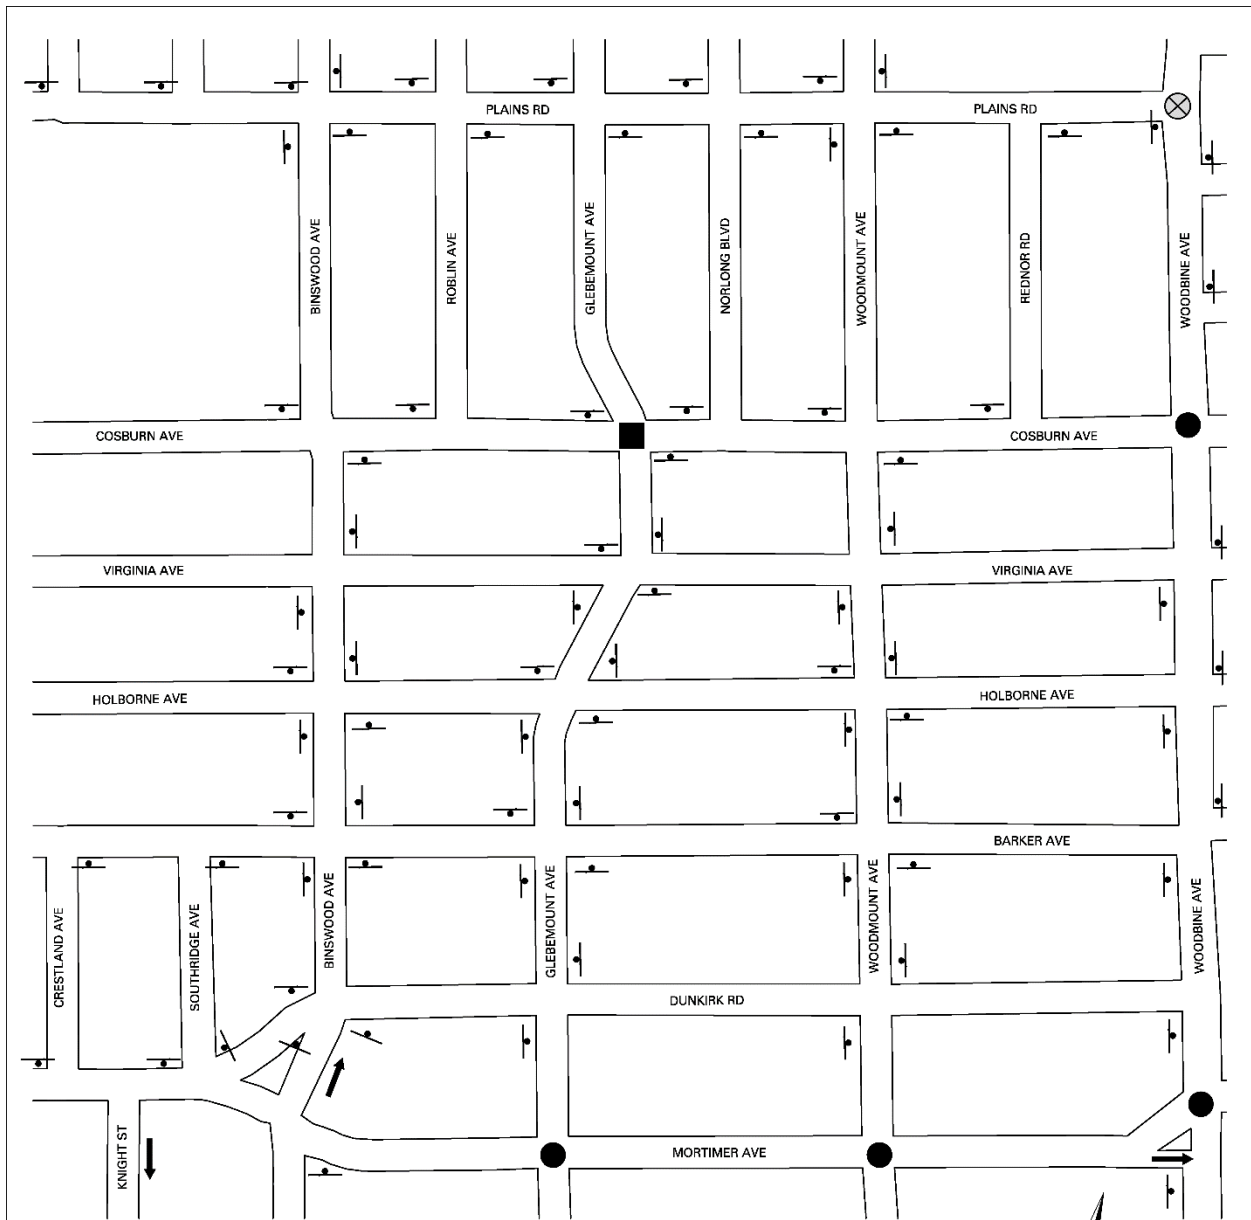 PLAINS RD
PLAINS RD
BINSWOOD AVE
ROBLIN AVE
GLEBEMOUNT AVE
NORLONG BLVD
WOODMOUNT AVE
REDNOR RD
WOODBINE AVE
COSBURN AVE
COSBURN AVE
VIRGINIA AVE
VIRGINIA AVE
HOLBORNE AVE
HOLBORNE AVE
BARKER AVE
CRESTLAND AVE
SOUTHRIDGE AVE
BINSWOOD AVE
GLEBEMOUNT AVE
WOODMOUNT AVE
WOODBINE AVE
DUNKIRK RD
KNIGHT ST
MORTIMER AVE